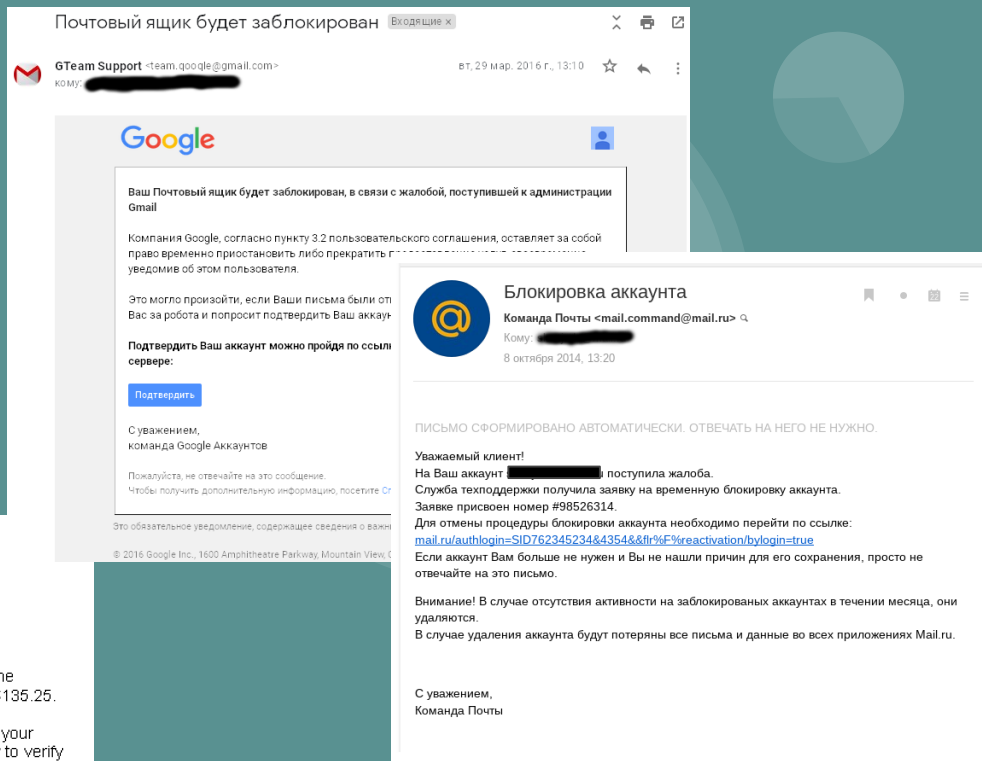 Почтовый ящик будет заблокирован Входящие ×
GTeam Support <team.qooqle@gmail.com>
вт, 29 мар. 2016 г., 13:10
кому:
Google
Ваш Почтовый ящик будет заблокирован, в связи с жалобой, поступившей к администрации
Gmail
Компания Google, согласно пункту 3.2 пользовательского соглашения, оставляет за собой
право временно приостановить либо прекратить
уведомив об этом пользователя.
Это могло произойти, если Ваши письма были
Вас за робота и попросит подтвердить Ваш
Подтвердить Ваш аккаунт можно пройдя по
сервере:
Подтвердить
С уважением,
команда Google Аккаунтов
Пожалуйста, не отвечайте на это сообщение.
Чтобы получить дополнительную информацию, посетите
Это обязательное уведомление, содержащее сведения о
© 2016 Google Inc., 1600 Amphitheatre Parkway, Mountain View,
Блокировка аккаунта
22
Команда Почты <mail.command@mail.ru>
Кому:
8 октября 2014, 13:20
ПИСЬМО СФОРМИРОВАНО АВТОМАТИЧЕСКИ. ОТВЕЧАТЬ НА НЕГО НЕ НУЖНО.
Уважаемый клиент!
На Ваш аккаунт поступила жалоба.
Служба техподдержки получила заявку на временную блокировку аккаунта.
Заявке присвоен номер #98526314.
Для отмены процедуры блокировки аккаунта необходимо перейти по ссылке:
mail.ru/authlogin=SID762345234&4354&&flr%F%reactivation/bylogin=true
Если аккаунт Вам больше не нужен и Вы не нашли причин для его сохранения, просто не
отвечайте на это письмо.
Внимание! В случае отсутствия активности на заблокированых аккаунтах в течении месяца, они
удаляются.
В случае удаления аккаунта будут потеряны все письма и данные во всех приложениях Mail.ru.
С уважением,
Команда Почты
135.25.
your
to verify